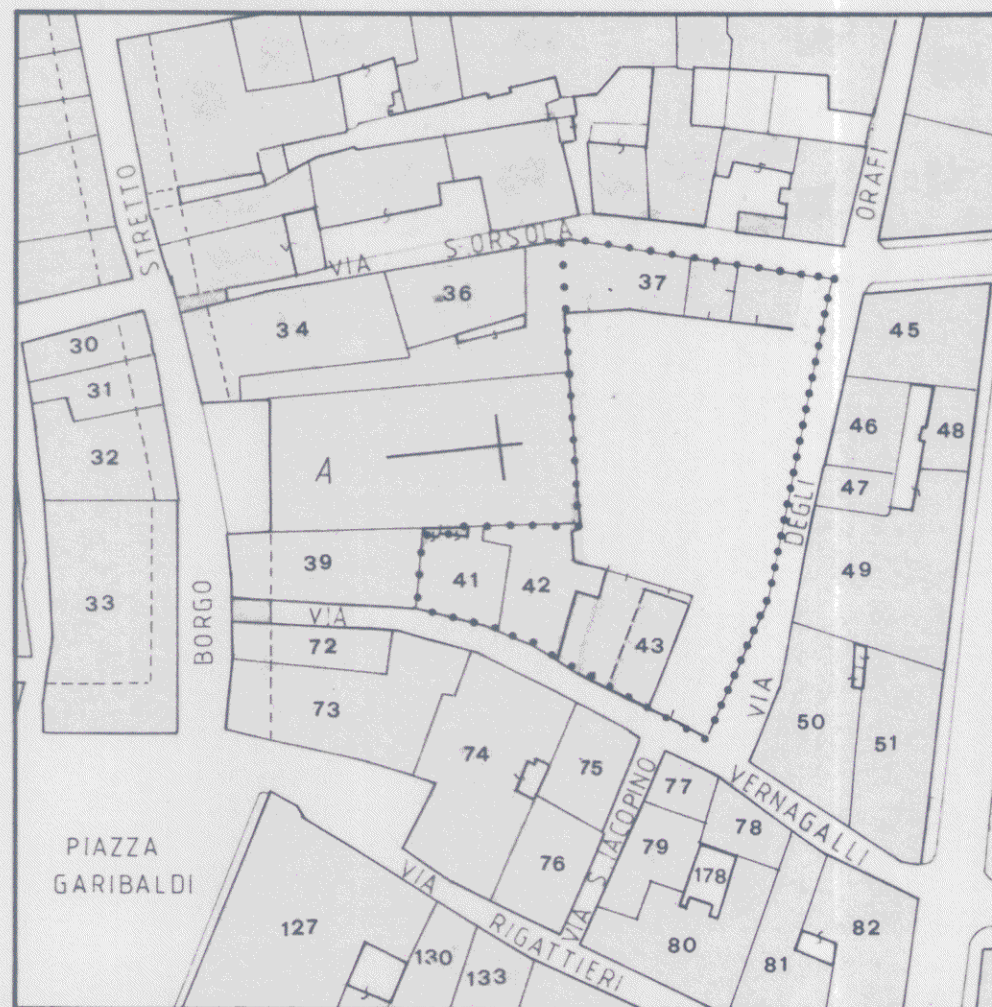 STRETTO
ORAFI
VIA
S. ORSOLA
36
37
34
45
30
31
32
46
48
47
A
DEGLI
39
41
42
49
33
VIA
BORGO
72
43
VIA
73
50
51
74
75
77
VERNAGALLI
78
PIAZZA
GARIBALDI
VIA S. IACOPINO
79
76
178
VIA
RIGATTIERI
127
130
133
80
81
82